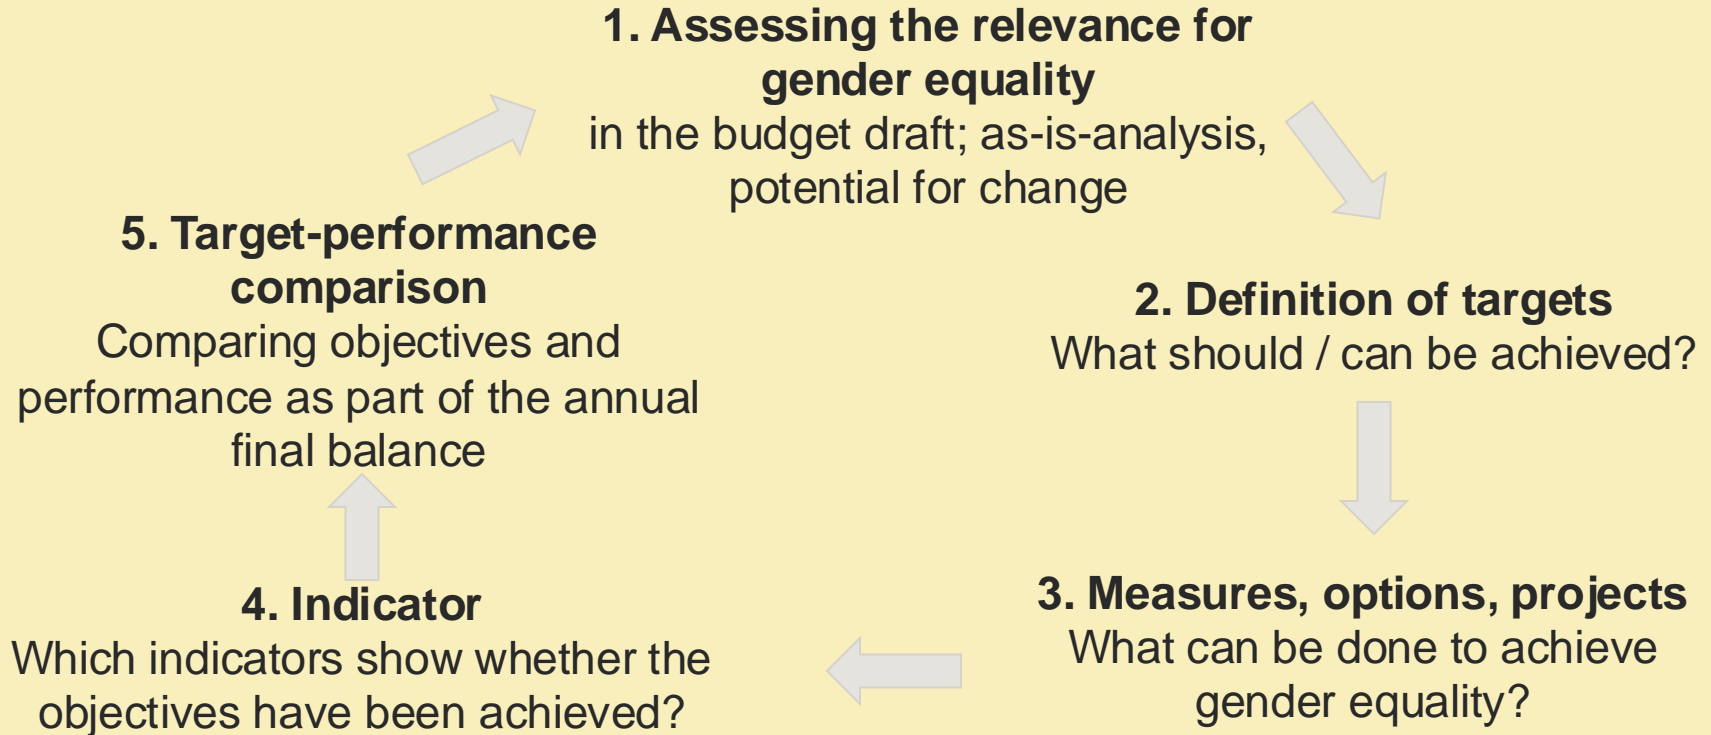 1. Assessing the relevance for
gender equality
in the budget draft; as-is-analysis,
potential for change
2. Definition of targets
What should / can be achieved?
3. Measures, options, projects
What can be done to achieve
gender equality?
4. Indicator
Which indicators show whether the
objectives have been achieved?
5. Target-performance
comparison
Comparing objectives and
performance as part of the annual
final balance